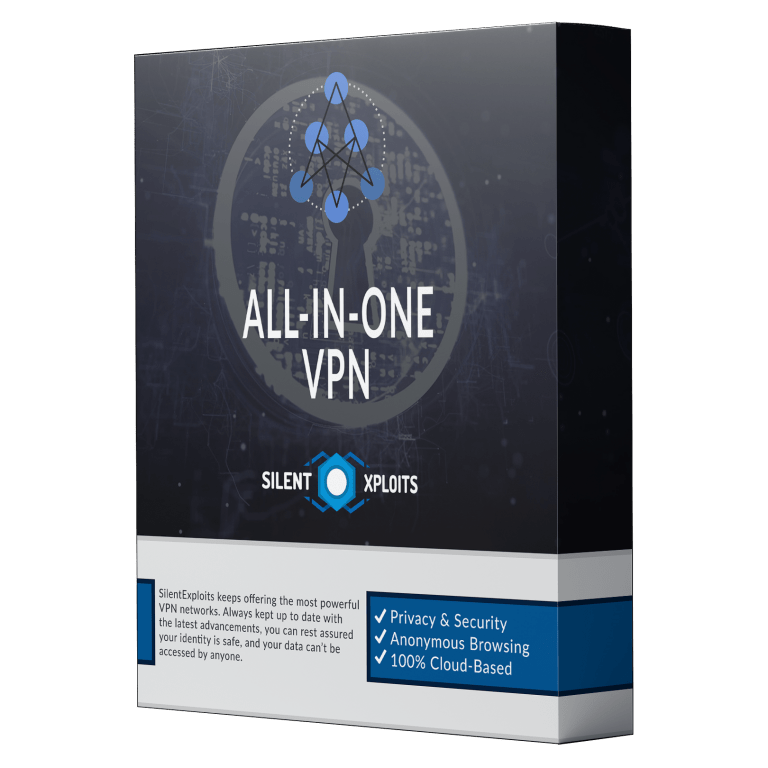 ALL-IN-ONE
VPN
SILENT XPLOITS
SilentExploits keeps offering the most powerful
VPN networks. Always kept up to date with
the latest advancements, you can rest assured
your identity is safe, and your data can't be
accessed by anyone.
✓ Privacy & Security
✓ Anonymous Browsing
✓ 100% Cloud-Based